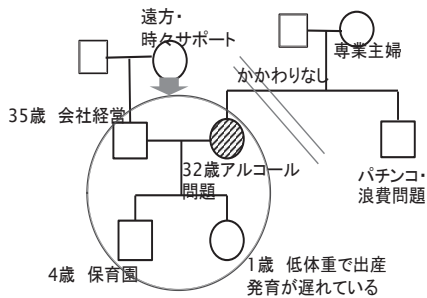 遠方・
時々サポート
専業主婦
かかわりなし
35歳 会社経営
32歳アルコール
問題
パチンコ・
浪費問題
4歳 保育園
1歳 低体重で出産
発育が遅れている